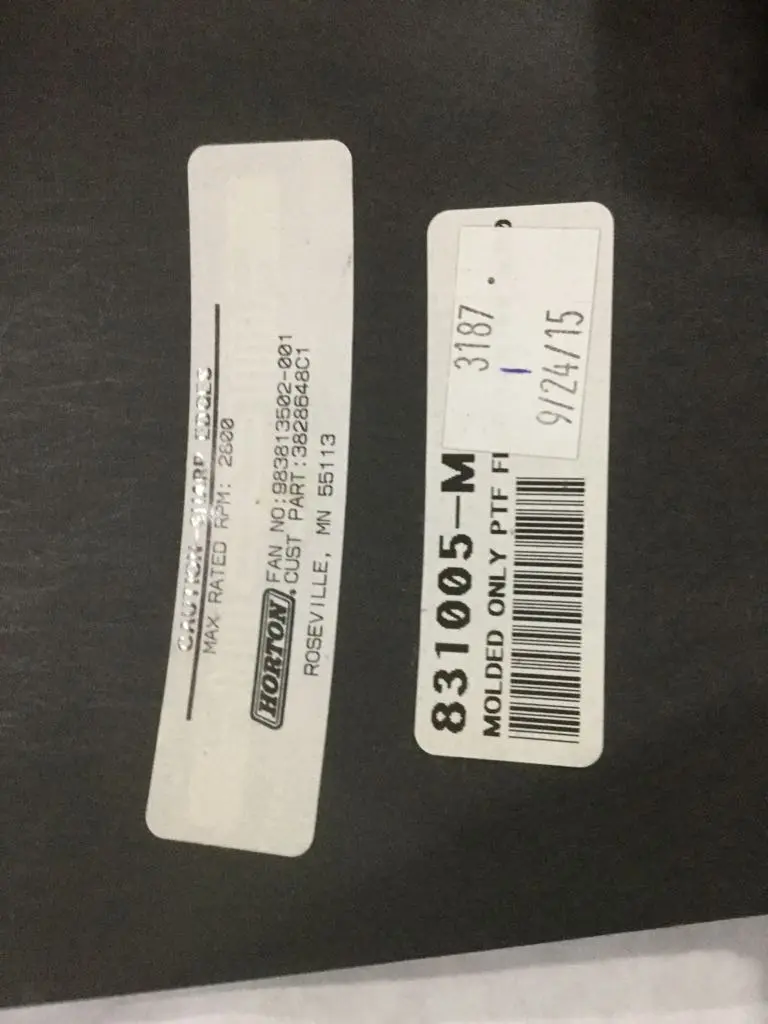 CAUTION SHARP EDGES
MAX RATED RPM: 2600
HORTON
FAN NO:983813502-001
CUST PART:3828648C1
ROSEVILLE, MN 55113
831005-M
MOLDED ONLY PTF
3187.
1
9/24/15